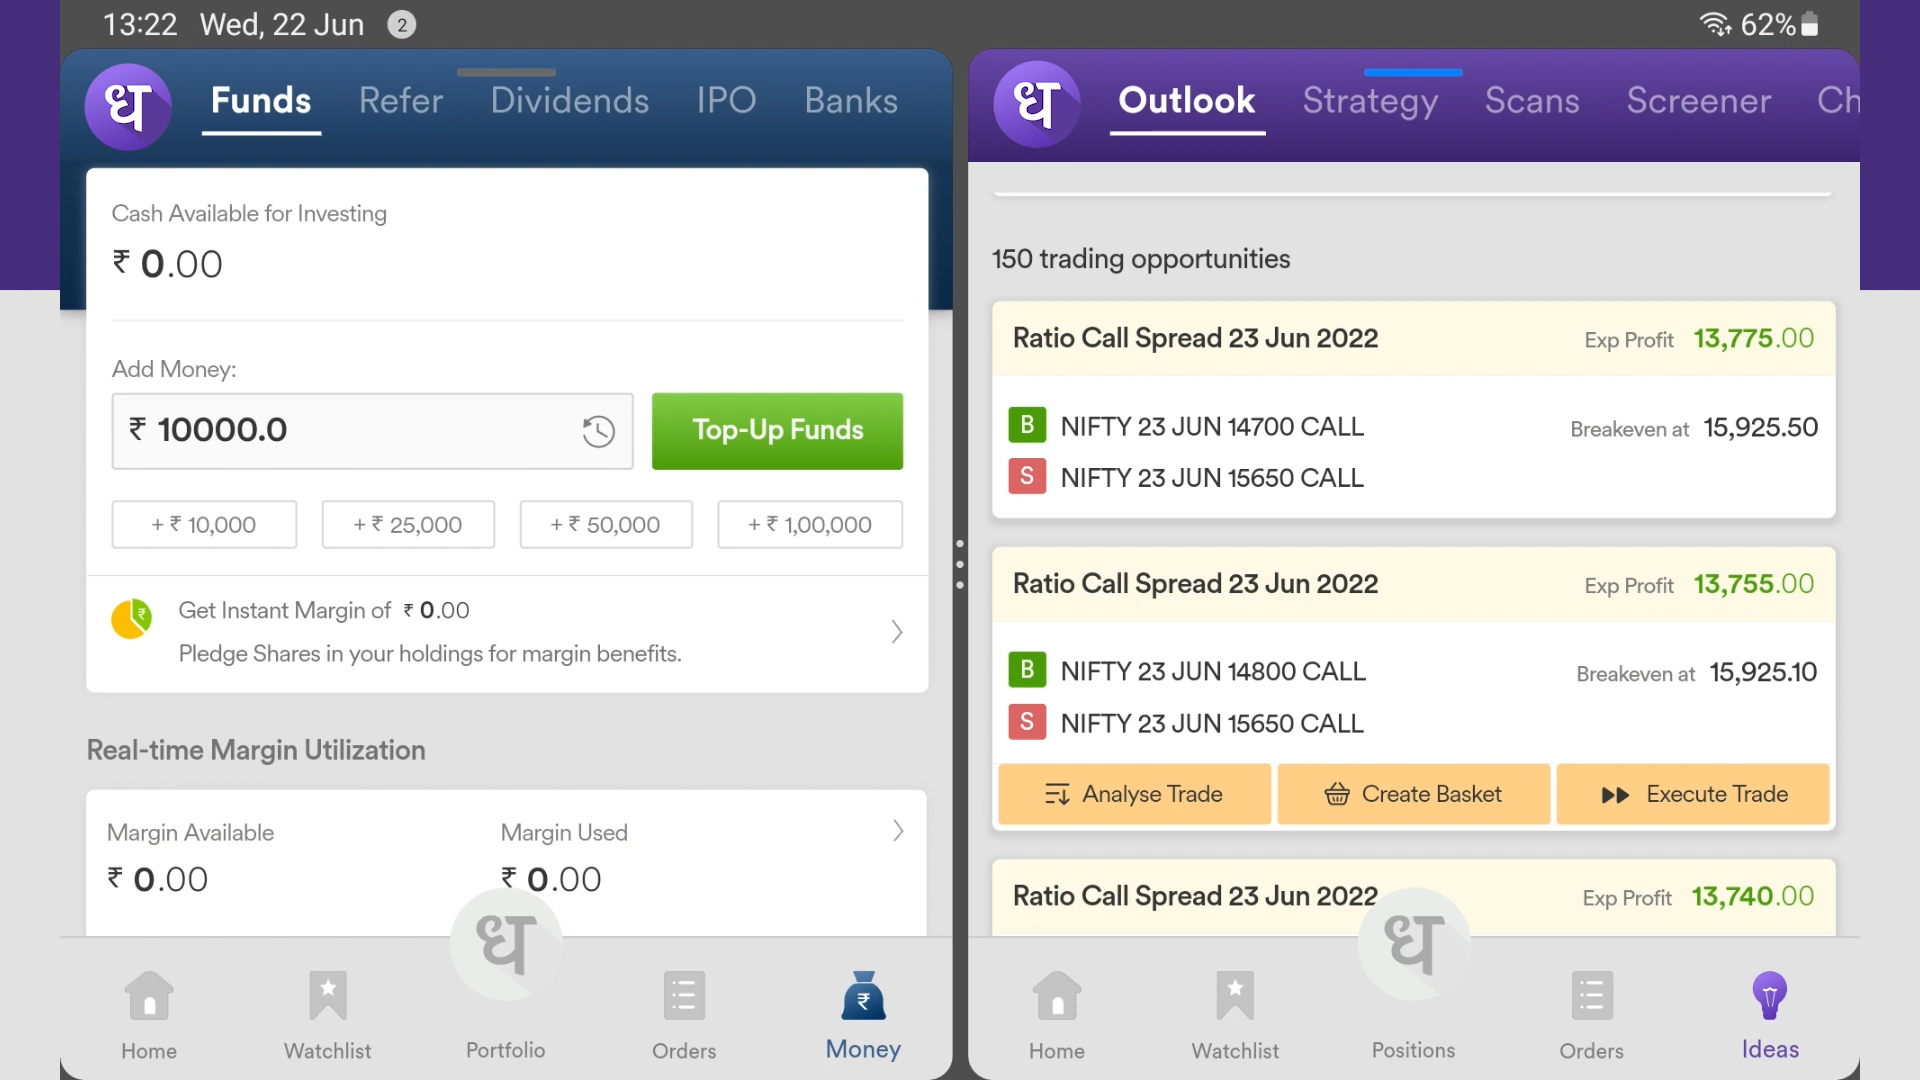 13:22 Wed, 22 Jun 2
62%
ध
Funds Refer Dividends IPO Banks
Cash Available for Investing
₹ 0.00
Add Money:
₹ 10000.0
Top-Up Funds
+ ₹ 10,000 + ₹ 25,000 + ₹ 50,000 + ₹ 1,00,000
Get Instant Margin of ₹ 0.00
Pledge Shares in your holdings for margin benefits.
Real-time Margin Utilization
Margin Available Margin Used
₹ 0.00 ₹ 0.00
ध
Home Watchlist Portfolio Orders Money
ध
Outlook Strategy Scans Screener Ch
150 trading opportunities
Ratio Call Spread 23 Jun 2022 Exp Profit 13,775.00
B NIFTY 23 JUN 14700 CALL Breakeven at 15,925.50
S NIFTY 23 JUN 15650 CALL
Ratio Call Spread 23 Jun 2022 Exp Profit 13,755.00
B NIFTY 23 JUN 14800 CALL Breakeven at 15,925.10
S NIFTY 23 JUN 15650 CALL
Analyse Trade Create Basket Execute Trade
Ratio Call Spread 23 Jun 2022 Exp Profit 13,740.00
ध
Home Watchlist Positions Orders Ideas